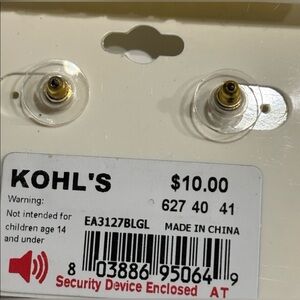 KOHL'S
$10.00
Warning:
Not intended for
children age 14
and under
627 40 41
EA3127BLGL MADE IN CHINA
8 03886 95064 9
Security Device Enclosed AT